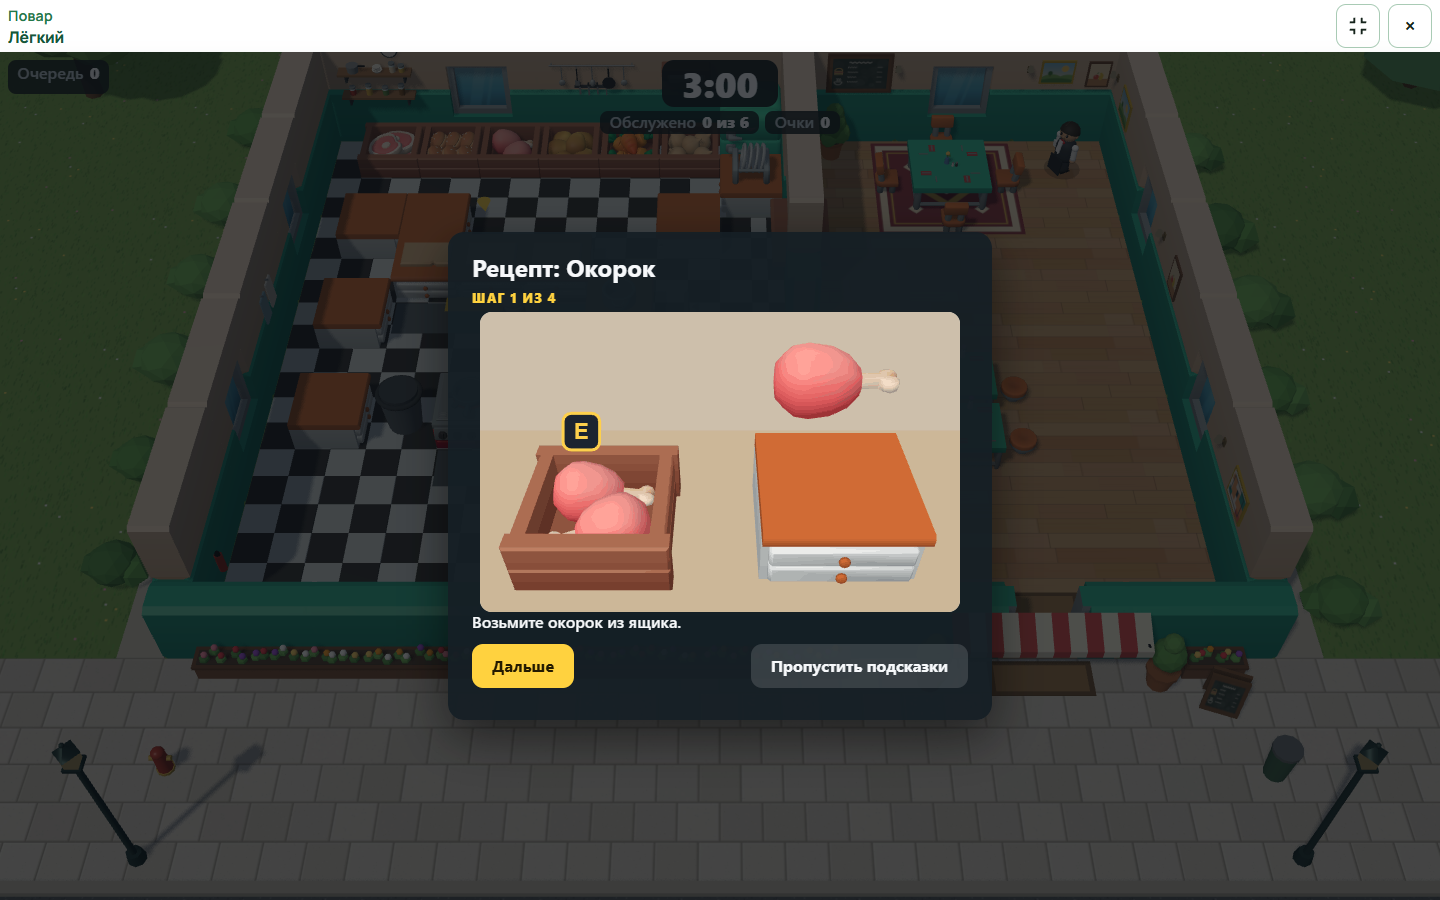 Повар
Лёгкий
×
Очередь 0
3:00
Обслужено 0 из 6
Очки 0
Рецепт: Окорок
ШАГ 1 ИЗ 4
E
Возьмите окорок из ящика.
Дальше
Пропустить подсказки